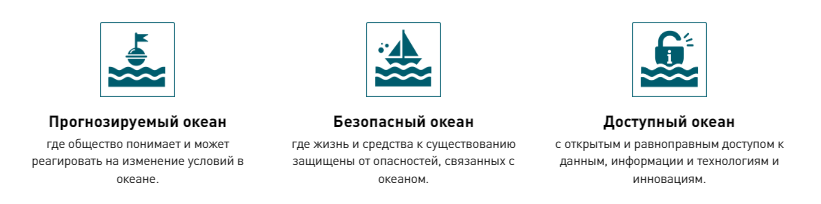 Прогнозируемый океан
где общество понимает и может
реагировать на изменение условий в
океане.
Безопасный океан
где жизнь и средства к существованию
защищены от опасностей, связанных с
океаном.
i
Доступный океан
с открытым и равноправным доступом к
данным, информации и технологиям и
инновациям.